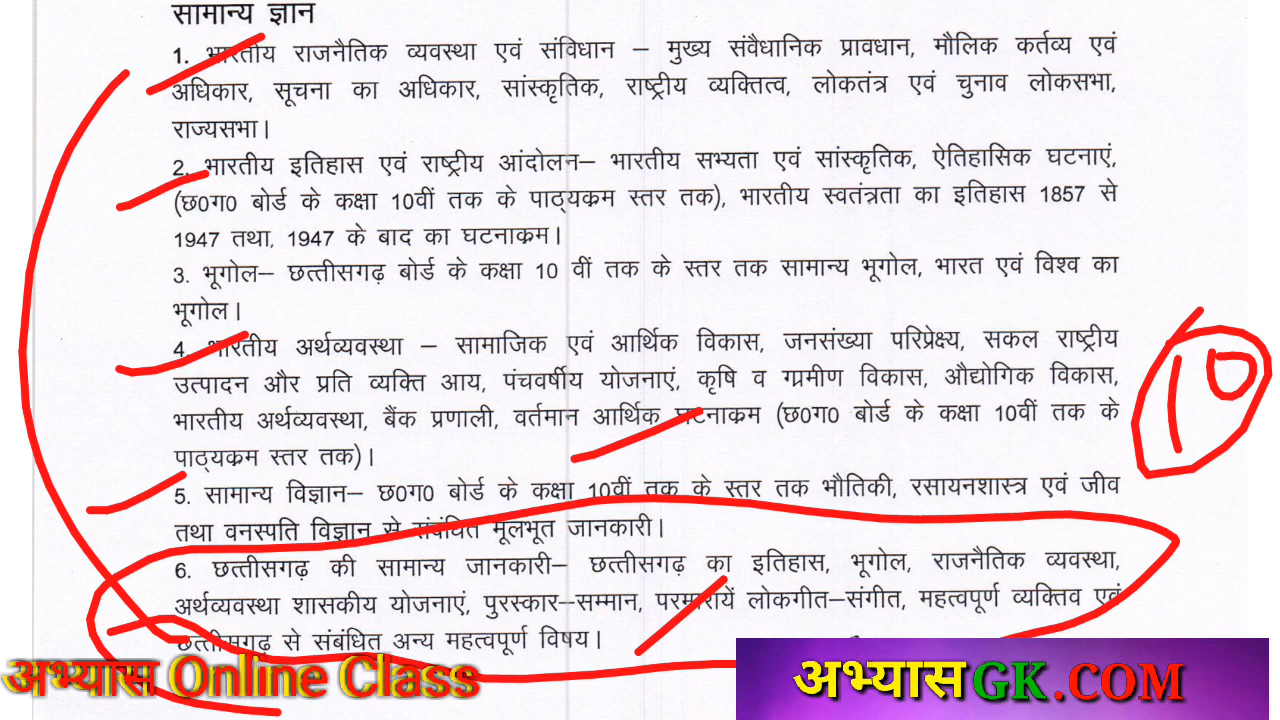 सामान्य ज्ञान
1. भारतीय राजनैतिक व्यवस्था एवं संविधान – मुख्य संवैधानिक प्रावधान, मौलिक कर्तव्य एवं
अधिकार, सूचना का अधिकार, सांस्कृतिक, राष्ट्रीय व्यक्तित्व, लोकतंत्र एवं चुनाव लोकसभा,
राज्यसभा।
2. भारतीय इतिहास एवं राष्ट्रीय आंदोलन– भारतीय सभ्यता एवं सांस्कृतिक, ऐतिहासिक घटनाएं,
(छ0ग0 बोर्ड के कक्षा 10वीं तक के पाठ्यक्रम स्तर तक), भारतीय स्वतंत्रता का इतिहास 1857 से
1947 तथा, 1947 के बाद का घटनाक्रम।
3. भूगोल– छत्तीसगढ़ बोर्ड के कक्षा 10 वीं तक के स्तर तक सामान्य भूगोल, भारत एवं विश्व का
भूगोल।
4. भारतीय अर्थव्यवस्था – सामाजिक एवं आर्थिक विकास, जनसंख्या परिप्रेक्ष्य, सकल राष्ट्रीय
उत्पादन और प्रति व्यक्ति आय, पंचवर्षीय योजनाएं, कृषि व ग्रमीण विकास, औद्योगिक विकास,
भारतीय अर्थव्यवस्था, बैंक प्रणाली, वर्तमान आर्थिक घटनाक्रम (छ0ग0 बोर्ड के कक्षा 10वीं तक के
पाठ्यक्रम स्तर तक)।
10
5. सामान्य विज्ञान– छ0ग0 बोर्ड के कक्षा 10वीं तक के स्तर तक भौतिकी, रसायनशास्त्र एवं जीव
तथा वनस्पति विज्ञान से संबंधित मूलभूत जानकारी।
6. छत्तीसगढ़ की सामान्य जानकारी– छत्तीसगढ़ का इतिहास, भूगोल, राजनैतिक व्यवस्था,
अर्थव्यवस्था शासकीय योजनाएं, पुरस्कार–सम्मान, परम्परायें लोकगीत–संगीत, महत्वपूर्ण व्यक्तिव एवं
छत्तीसगढ़ से संबंधित अन्य महत्वपूर्ण विषय।
अभ्यास Online Class
अभ्यासGK.COM